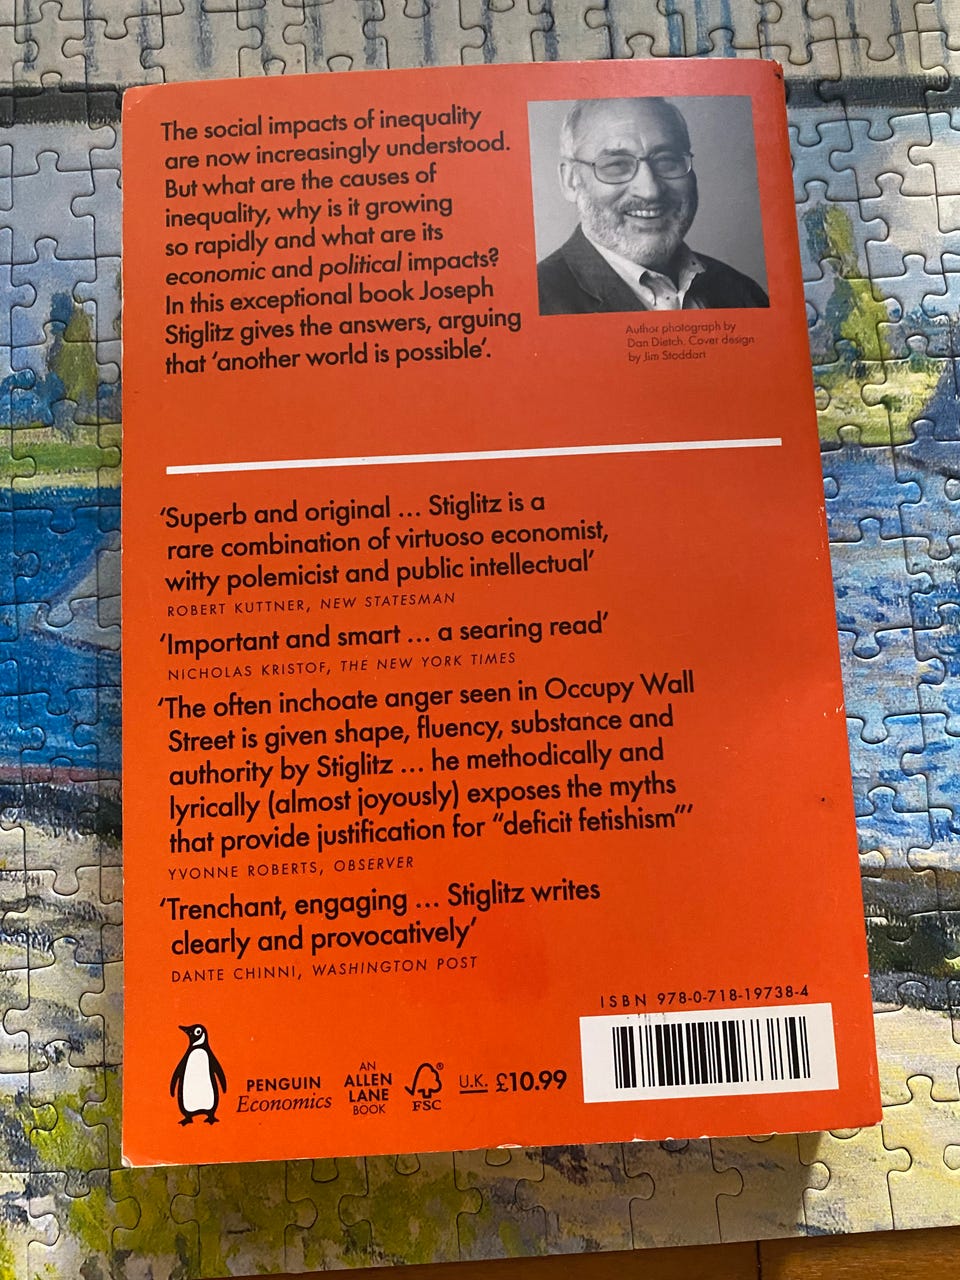 The social impacts of inequality
are now increasingly understood.
But what are the causes of
inequality, why is it growing
so rapidly and what are its
economic and political impacts?
In this exceptional book Joseph
Stiglitz gives the answers, arguing
that ‘another world is possible’.
Author photograph by
Dan Dietch. Cover design
by Jim Stoddart
‘Superb and original ... Stiglitz is a
rare combination of virtuoso economist,
witty polemicist and public intellectual’
ROBERT KUTTNER, NEW STATESMAN
‘Important and smart ... a searing read’
NICHOLAS KRISTOF, THE NEW YORK TIMES
‘The often inchoate anger seen in Occupy Wall
Street is given shape, fluency, substance and
authority by Stiglitz ... he methodically and
lyrically (almost joyously) exposes the myths
that provide justification for “deficit fetishism”’
YVONNE ROBERTS, OBSERVER
‘Trenchant, engaging ... Stiglitz writes
clearly and provocatively’
DANTE CHINNI, WASHINGTON POST
ISBN 978-0-718-19738-4
PENGUIN
Economics
AN
ALLEN
LANE
BOOK
FSC
U.K. £10.99